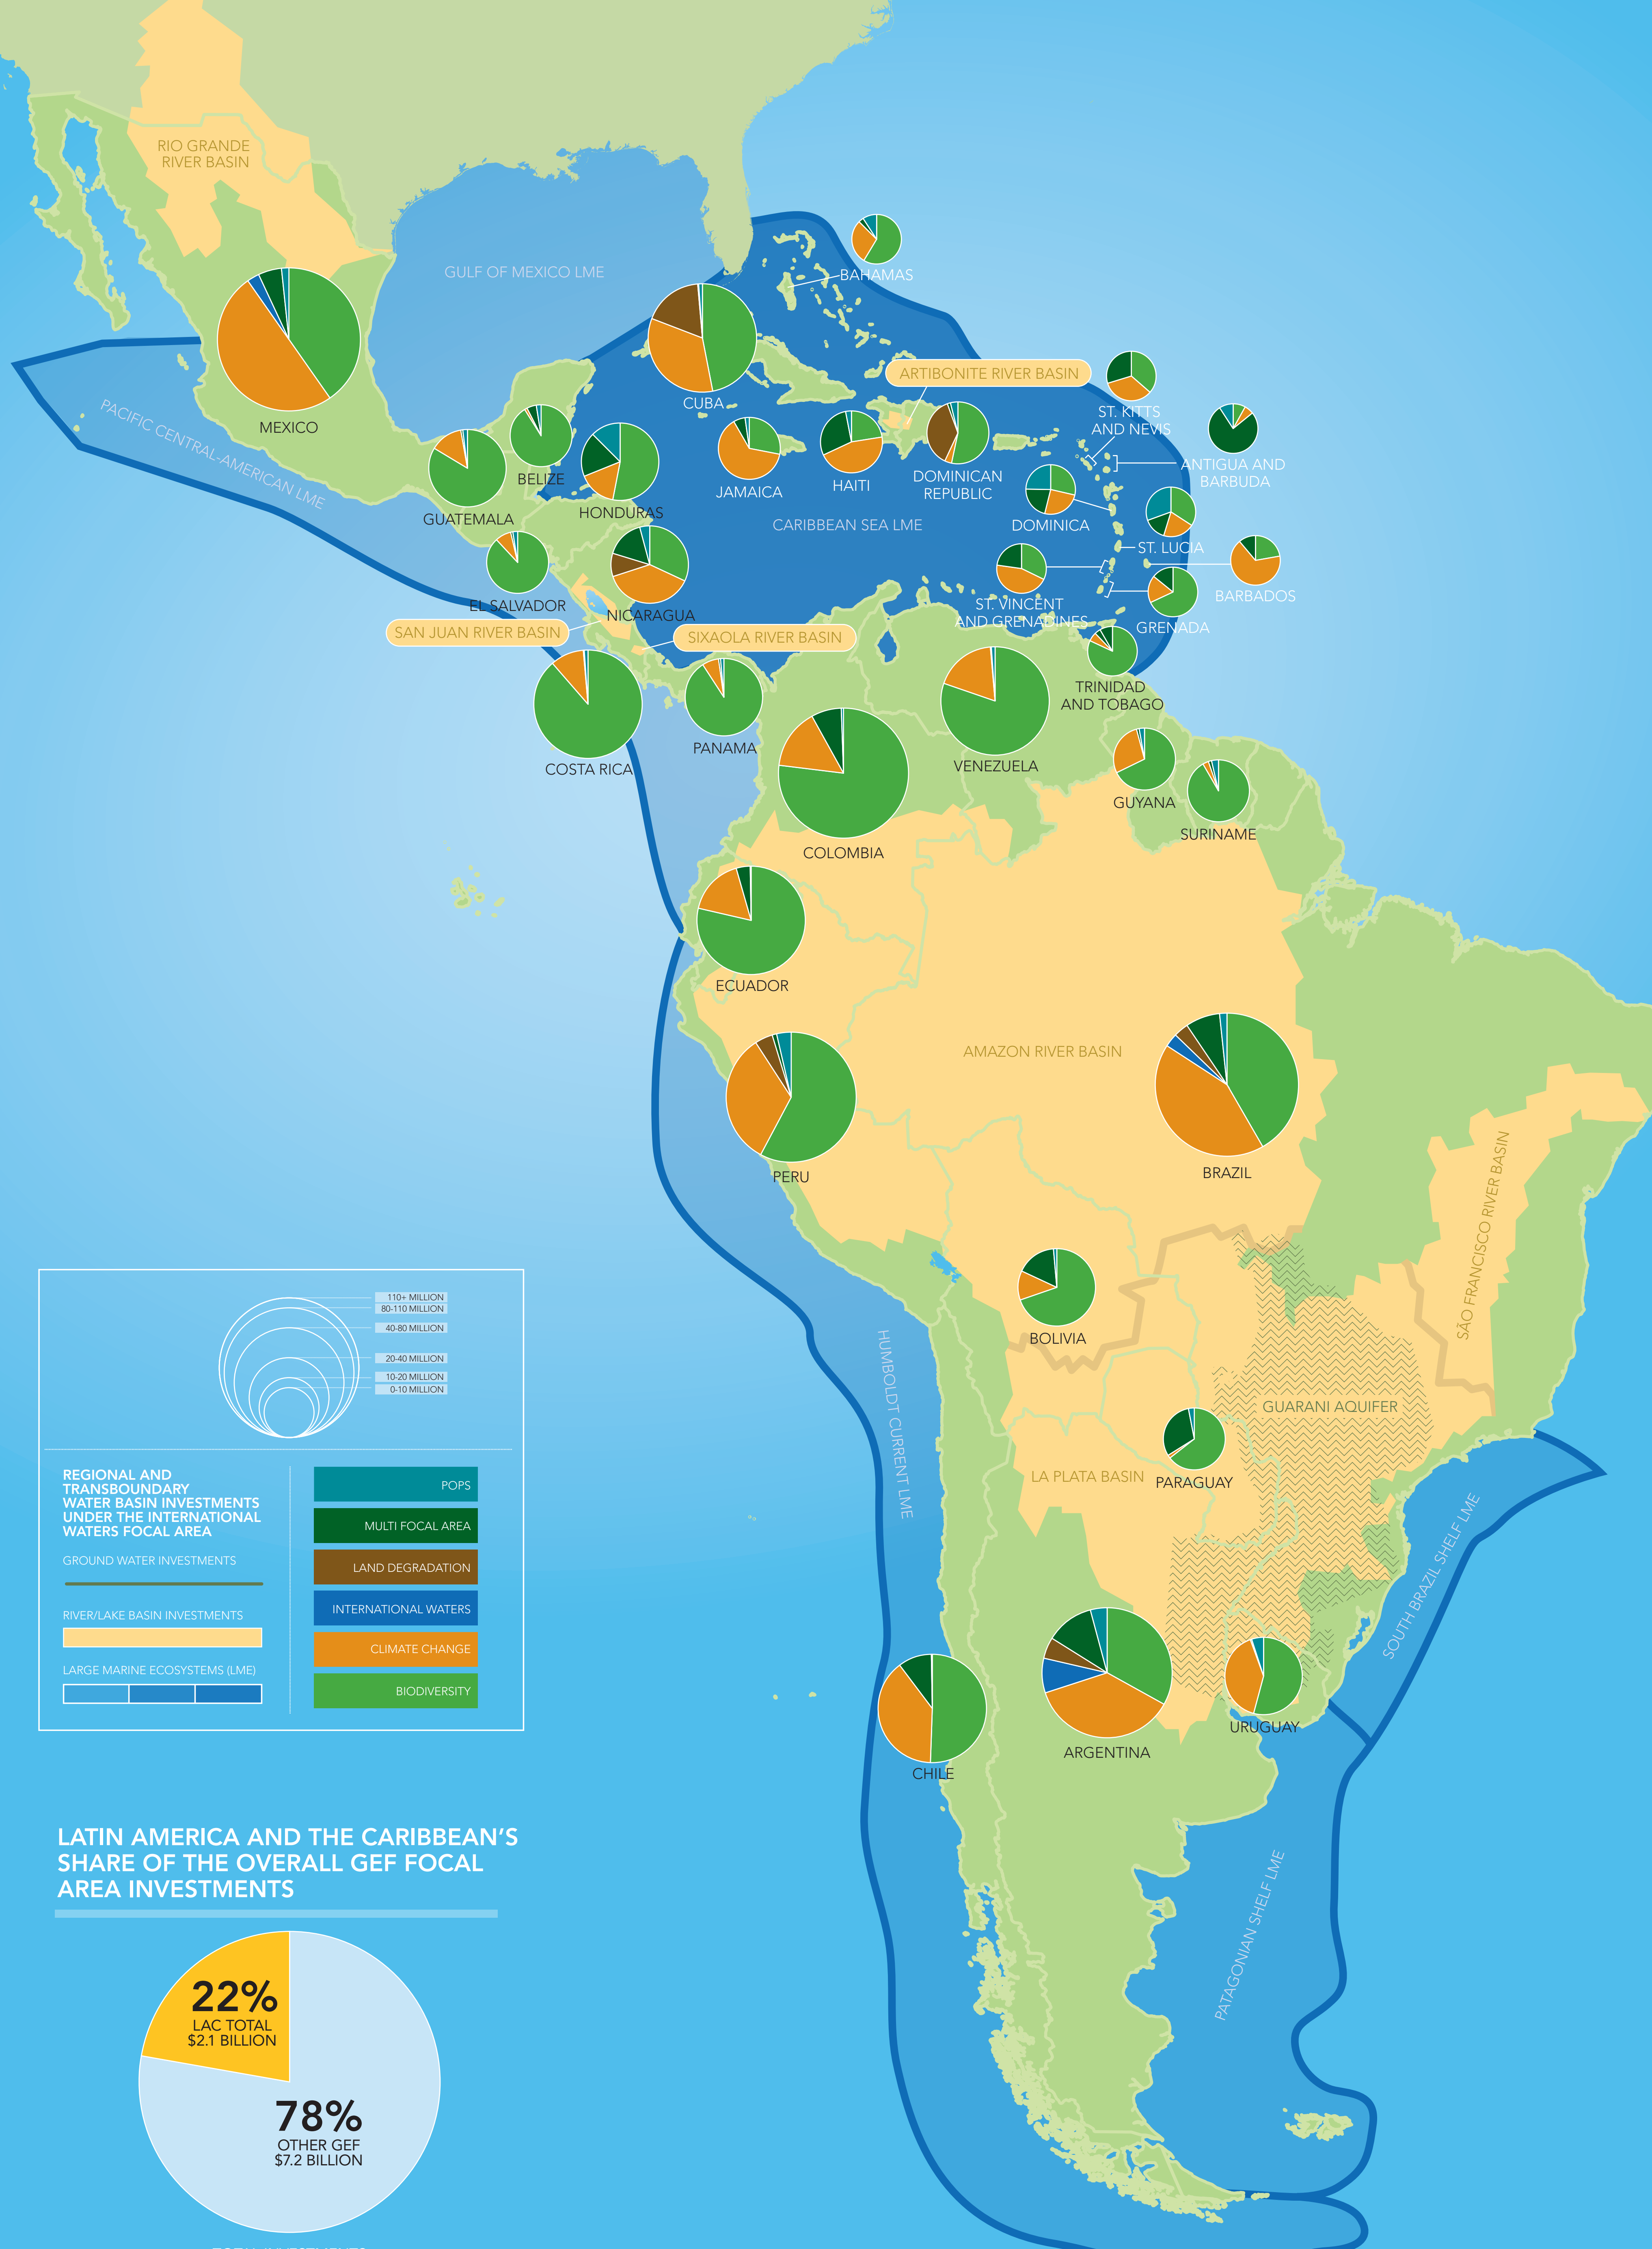 RIO GRANDE
RIVER BASIN
GULF OF MEXICO LME
BAHAMAS
MEXICO
PACIFIC CENTRAL-AMERICAN LME
CUBA
ARTIBONITE RIVER BASIN
ST. KITTS
AND NEVIS
ANTIGUA AND
BARBUDA
BELIZE
GUATEMALA
HONDURAS
JAMAICA
HAITI
DOMINICAN
REPUBLIC
DOMINICA
CARIBBEAN SEA LME
ST. LUCIA
EL SALVADOR
NICARAGUA
ST. VINCENT
AND GRENADINES
BARBADOS
GRENADA
SAN JUAN RIVER BASIN
SIXAOLA RIVER BASIN
TRINIDAD
AND TOBAGO
COSTA RICA
PANAMA
VENEZUELA
GUYANA
SURINAME
COLOMBIA
ECUADOR
AMAZON RIVER BASIN
PERU
BRAZIL
SÃO FRANCISCO RIVER BASIN
BOLIVIA
HUMBOLDT CURRENT LME
GUARANI AQUIFER
LA PLATA BASIN
PARAGUAY
SOUTH BRAZIL SHELF LME
URUGUAY
ARGENTINA
CHILE
PATAGONIAN SHELF LME
110+ MILLION
80-110 MILLION
40-80 MILLION
20-40 MILLION
10-20 MILLION
0-10 MILLION
REGIONAL AND
TRANSBOUNDARY
WATER BASIN INVESTMENTS
UNDER THE INTERNATIONAL
WATERS FOCAL AREA
GROUND WATER INVESTMENTS
RIVER/LAKE BASIN INVESTMENTS
LARGE MARINE ECOSYSTEMS (LME)
POPS
MULTI FOCAL AREA
LAND DEGRADATION
INTERNATIONAL WATERS
CLIMATE CHANGE
BIODIVERSITY
LATIN AMERICA AND THE CARIBBEAN'S
SHARE OF THE OVERALL GEF FOCAL
AREA INVESTMENTS
22%
LAC TOTAL
$2.1 BILLION
78%
OTHER GEF
$7.2 BILLION